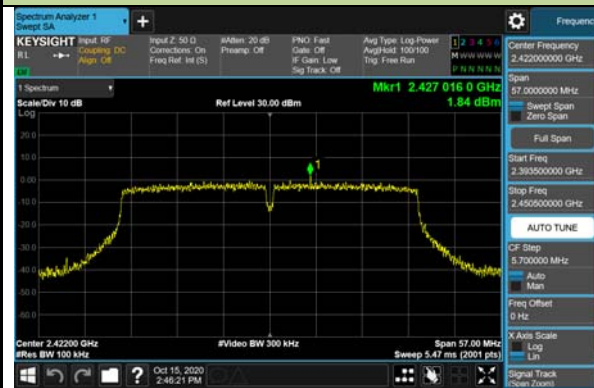 Spectrum Analyzer 1
Swept SA
Frequenc
KEYSIGHT
Input: RF
Coupling: DC
Align: Off
Input Z: 50 Ω
Corrections: On
Freq Ref: Int (S)
#Atten: 20 dB
Preamp: Off
PNO: Fast
Gate: Off
IF Gain: Low
Sig Track: Off
Avg Type: Log-Power
Avg|Hold: 100/100
Trig: Free Run
1 2 3 4 5 6
M W W W W W
P N N N N N
RL
1 Spectrum
Scale/Div 10 dB
Log
Ref Level 30.00 dBm
Mkr1 2.427 016 0 GHz
1.84 dBm
20.0
10.0
0.00
-10.0
-20.0
-30.0
-40.0
-50.0
-60.0
1
Center 2.42200 GHz
#Res BW 100 kHz
#Video BW 300 kHz
Span 57.00 MHz
Sweep 5.47 ms (2001 pts)
Oct 15, 2020
2:46:21 PM
Center Frequency
2.422000000 GHz
Span
57.0000000 MHz
Swept Span
Zero Span
Full Span
Start Freq
2.393500000 GHz
Stop Freq
2.450500000 GHz
AUTO TUNE
CF Step
5.700000 MHz
Auto
Man
Freq Offset
0 Hz
X Axis Scale
Log
Lin
Signal Track
(Span Zoom)